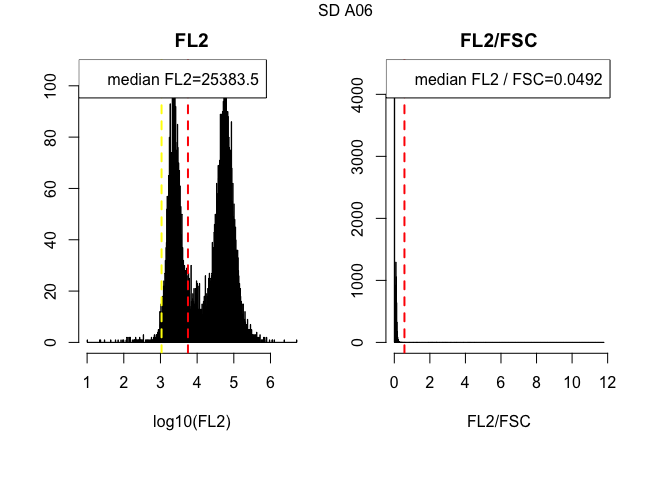 SD A06
FL2
median FL2=25383.5
0 20 40 60 80 100
1 2 3 4 5 6
log10(FL2)
FL2/FSC
median FL2 / FSC=0.0492
0 1000 2000 3000 4000
0 2 4 6 8 10 12
FL2/FSC